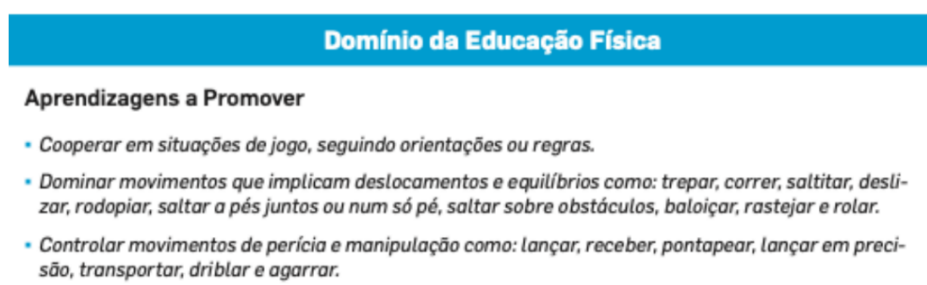 Domínio da Educação Física
Aprendizagens a Promover
• Cooperar em situações de jogo, seguindo orientações ou regras.
• Dominar movimentos que implicam deslocamentos e equilíbrios como: trepar, correr, saltitar, desli-
zar, rodopiar, saltar a pés juntos ou num só pé, saltar sobre obstáculos, baloiçar, rastejar e rolar.
• Controlar movimentos de perícia e manipulação como: lançar, receber, pontapear, lançar em preci-
são, transportar, driblar e agarrar.